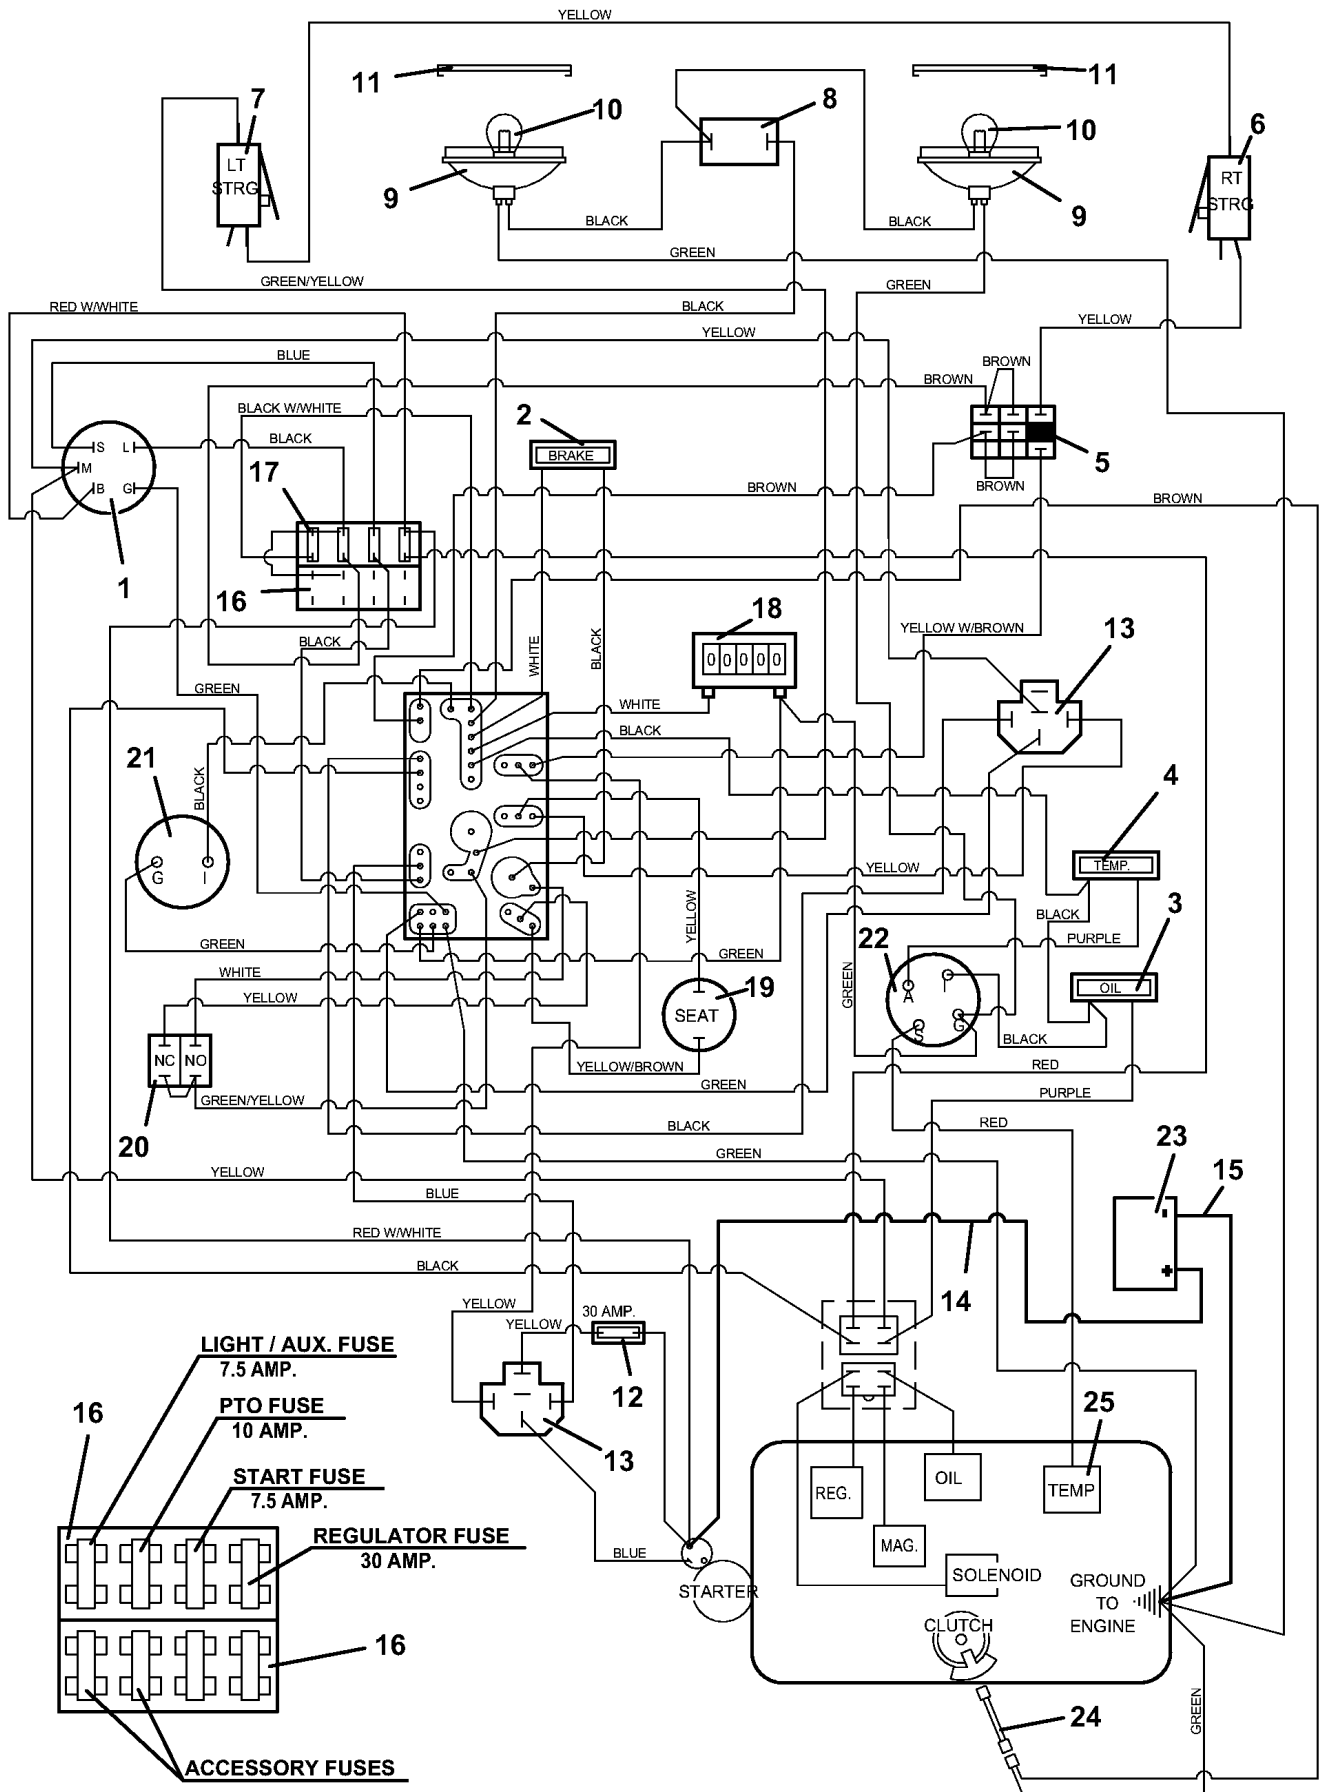 YELLOW
11
11
7
10
8
10
6
LT
STRG
RT
STRG
9
9
BLACK
BLACK
GREEN
GREEN/YELLOW
GREEN
RED W/WHITE
BLACK
YELLOW
YELLOW
BLUE
BROWN
BROWN
BLACK W/WHITE
2
BLACK
BRAKE
S L
M
B G
17
5
BROWN
BROWN
BROWN
1
16
18
YELLOW W/BROWN
13
BLACK
WHITE
BLACK
0 0 0 0 0
GREEN
WHITE
BLACK
21
BLACK
4
G I
TEMP.
YELLOW
YELLOW
BLACK
3
PURPLE
GREEN
GREEN
22
WHITE
19
GREEN
A I
OIL
YELLOW
SEAT
S G
BLACK
NC NO
YELLOW/BROWN
RED
GREEN
PURPLE
20
GREEN/YELLOW
BLACK
RED
23
GREEN
15
YELLOW
BLUE
-
RED W/WHITE
+
BLACK
14
YELLOW
30 AMP.
YELLOW
LIGHT / AUX. FUSE
7.5 AMP.
12
PTO FUSE
10 AMP.
16
25
13
START FUSE
7.5 AMP.
OIL
REG.
TEMP
REGULATOR FUSE
30 AMP.
MAG.
BLUE
SOLENOID
STARTER
GROUND
TO
ENGINE
CLUTCH
16
GREEN
24
ACCESSORY FUSES